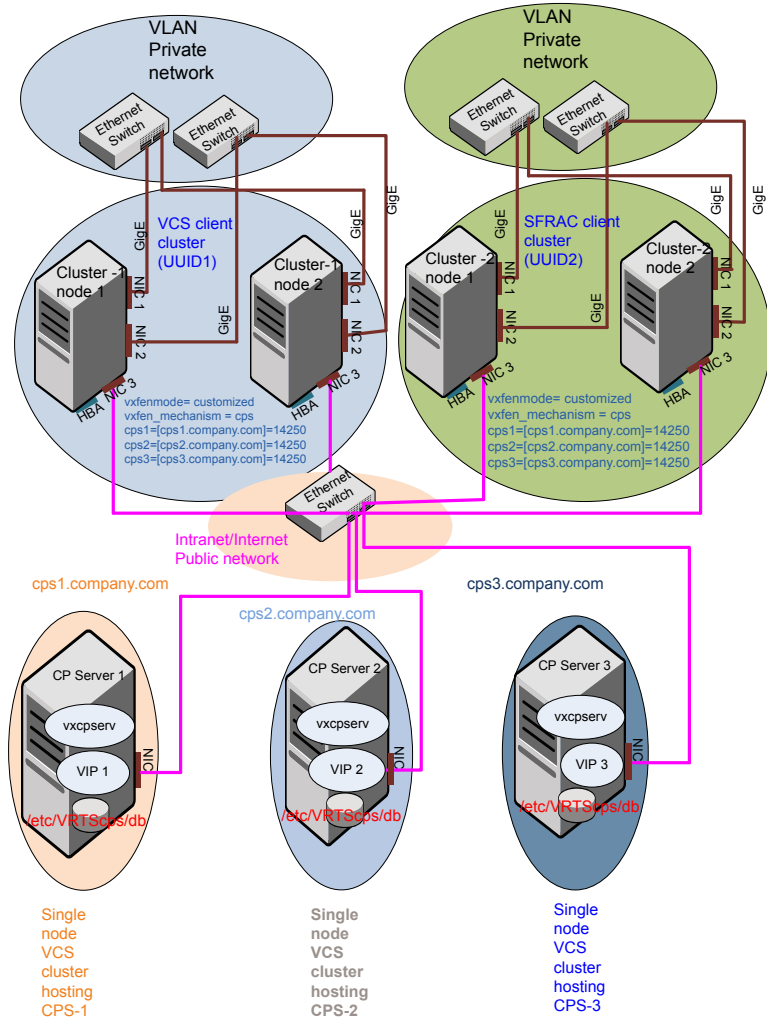 VLAN
Private
network
VLAN
Private
network
Ethernet
Switch
Ethernet
Switch
Ethernet
Switch
Ethernet
Switch
GigE
GigE
GigE
GigE
GigE
GigE
GigE
GigE
VCS client
cluster
(UUID1)
SFRAC client
cluster
(UUID2)
Cluster -1
node 1
NIC 1
NIC 2
NIC 3
HBA
Cluster-1
node 2
NIC 1
NIC 2
NIC 3
HBA
Cluster -2
node 1
NIC 1
NIC 2
NIC 3
HBA
Cluster-2
node 2
NIC 1
NIC 2
NIC 3
HBA
vxfenmode= customized
vxfen_mechanism = cps
cps1=[cps1.company.com]=14250
cps2=[cps2.company.com]=14250
cps3=[cps3.company.com]=14250
vxfenmode= customized
vxfen_mechanism = cps
cps1=[cps1.company.com]=14250
cps2=[cps2.company.com]=14250
cps3=[cps3.company.com]=14250
Ethernet
Switch
Intranet/Internet
Public network
cps1.company.com
cps2.company.com
cps3.company.com
CP Server 1
vxcpserv
VIP 1
NIC
/etc/VRTScps/db
CP Server 2
vxcpserv
VIP 2
NIC
/etc/VRTScps/db
CP Server 3
vxcpserv
VIP 3
NIC
/etc/VRTScps/db
Single
node
VCS
cluster
hosting
CPS-1
Single
node
VCS
cluster
hosting
CPS-2
Single
node
VCS
cluster
hosting
CPS-3